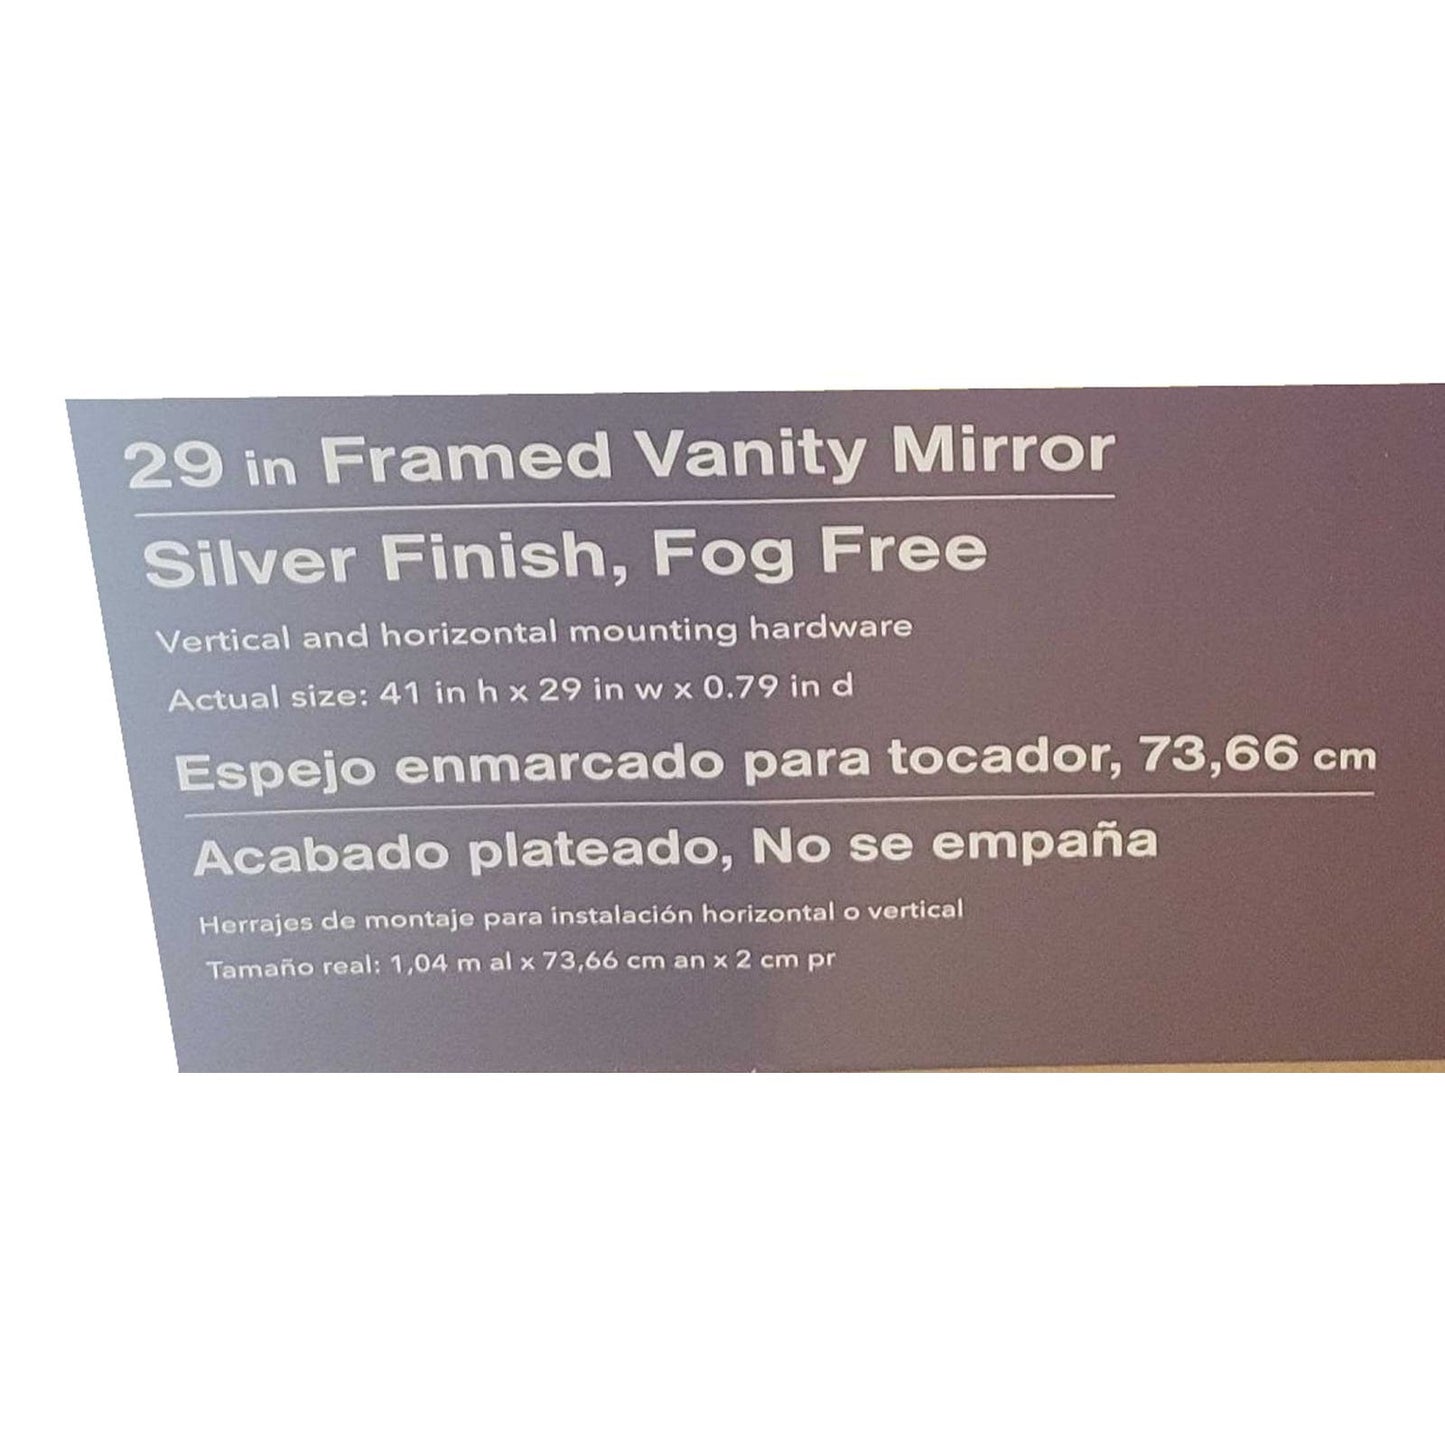 29 in Framed Vanity Mirror
Silver Finish, Fog Free
Vertical and horizontal mounting hardware
Actual size: 41 in h x 29 in w x 0.79 in d
Espejo enmarcado para tocador, 73,66 cm
Acabado plateado, No se empaña
Herrajes de montaje para instalación horizontal o vertical
Tamaño real: 1,04 m al x 73,66 cm an x 2 cm pr